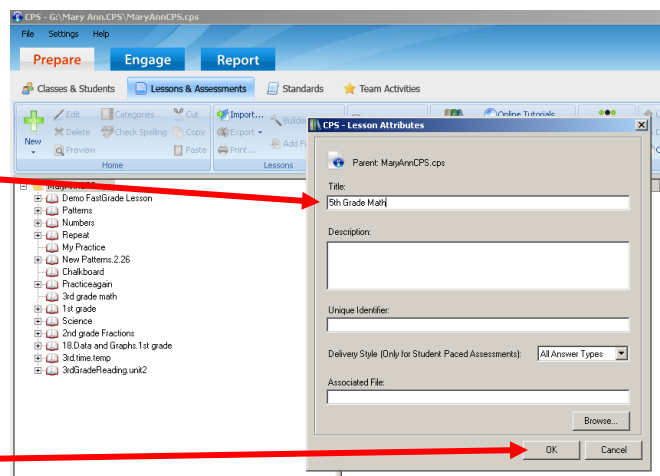 CPS - G:\Mary Ann.CPS\MaryAnnCPS.cps
File Settings Help
Prepare Engage Report
Classes & Students Lessons & Assessments Standards Team Activities
New
Edit Categories Cut
Delete Check Spelling Copy
Preview Paste
Home
Import... Builde
Export
Print... Add Fi
Lessons
Online Tutorials
CPS - Lesson Attributes
Parent: MaryAnnCPS.cps
Title:
5th Grade Math
Description:
Unique Identifier:
Delivery Style (Only for Student Paced Assessments): All Answer Types
Associated File:
Browse...
OK Cancel
Demo FastGrade Lesson
Patterns
Numbers
Repeat
My Practice
New Patterns.2.26
Chalkboard
Practiceagain
3rd grade math
1st grade
Science
2nd grade Fractions
18.Data and Graphs.1st grade
3rd.time.temp
3rdGradeReading.unit2